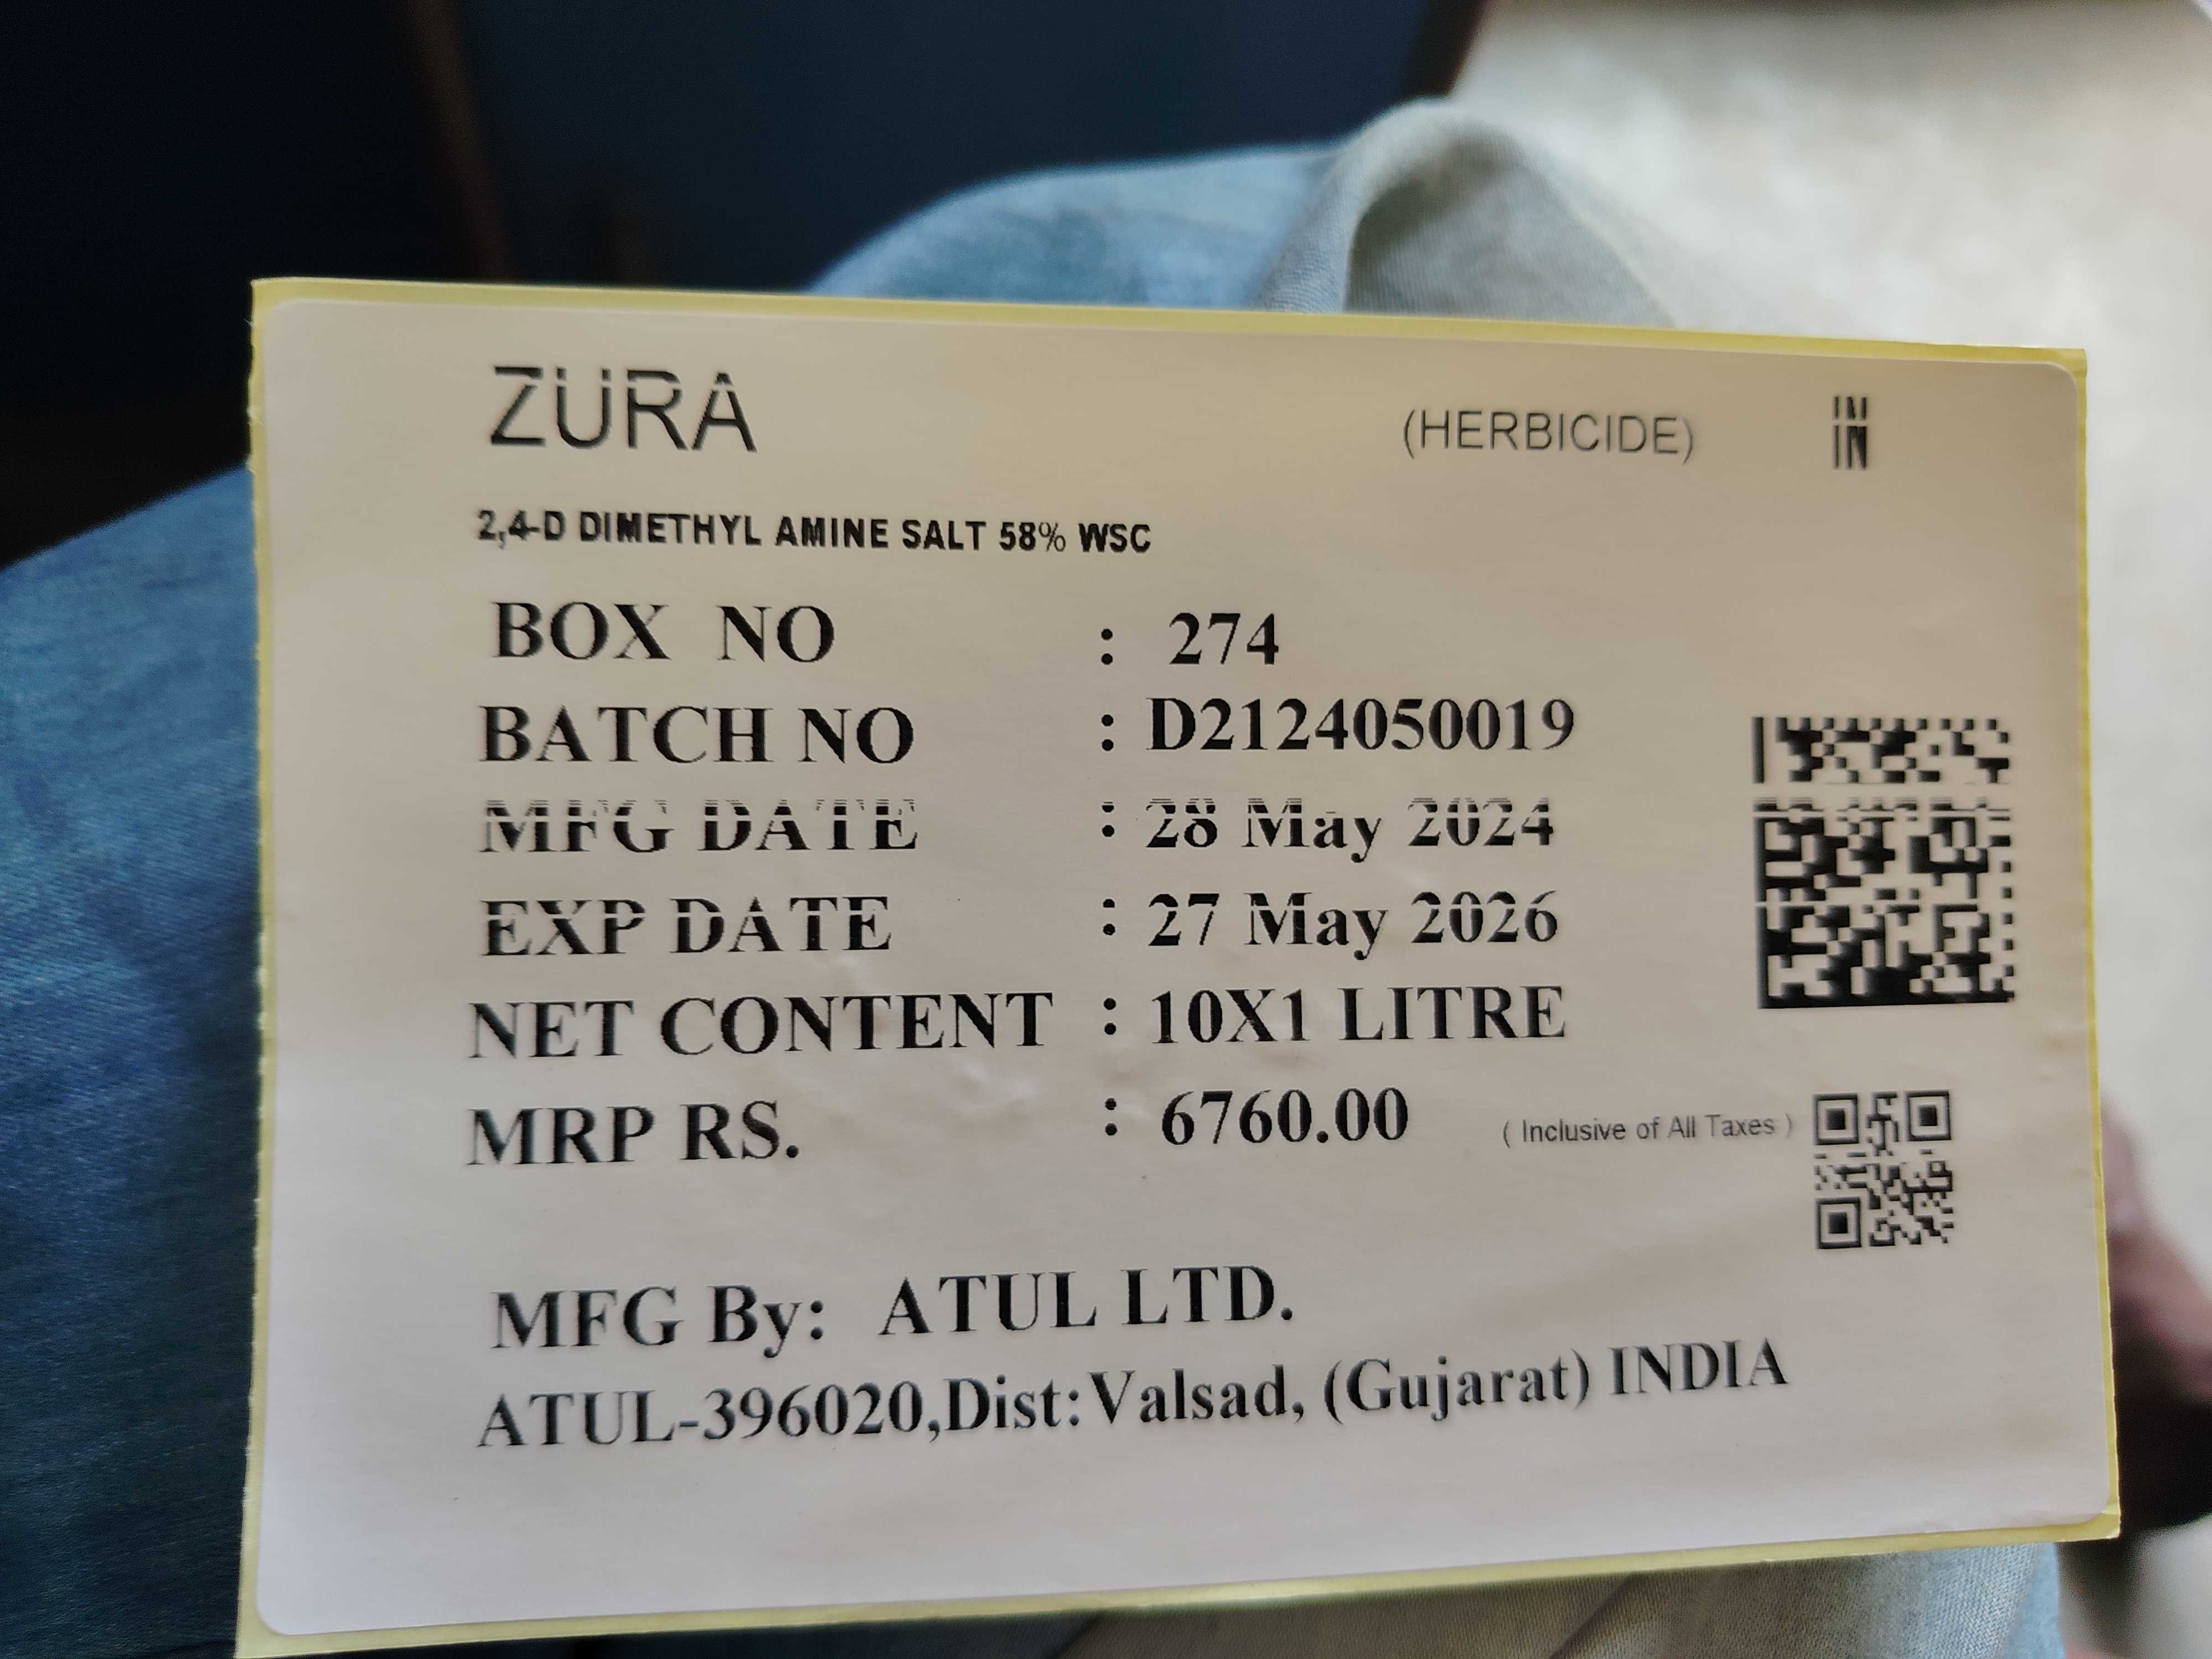 ZURA (HERBICIDE) IN
2,4-D DIMETHYL AMINE SALT 58% WSC
BOX NO : 274
BATCH NO : D2124050019
MFG DATE : 28 May 2024
EXP DATE : 27 May 2026
NET CONTENT : 10X1 LITRE
MRP RS. : 6760.00 ( Inclusive of All Taxes )
MFG By: ATUL LTD.
ATUL-396020,Dist:Valsad, (Gujarat) INDIA